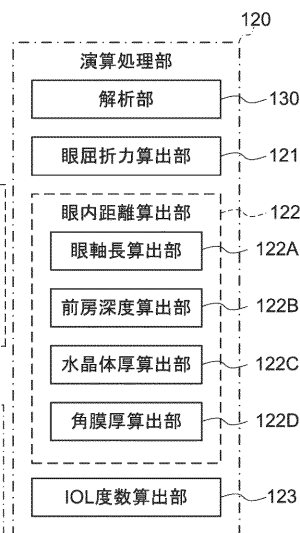 120
演算処理部
解析部 130
眼屈折力算出部 121
眼内距離算出部 122
眼軸長算出部 122A
前房深度算出部 122B
水晶体厚算出部 122C
角膜厚算出部 122D
IOL度数算出部 123